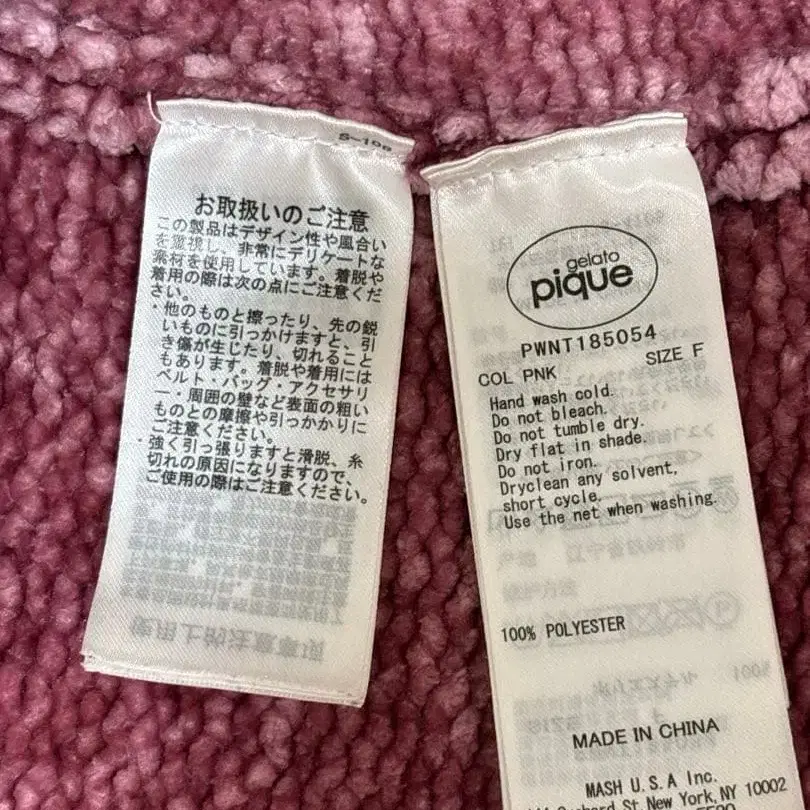 S-198
お取扱いのご注意
この製品はデザイン性や風合い
を重視し、非常にデリケートな
素材を使用しています。着脱や
着用の際は次の点にご注意くだ
さい。
・他のものと擦ったり、先の鋭
いものに引っかけますと、引
き傷が生じたり、切れること
もあります。着脱や着用には
ベルト・バッグ・アクセサリ
ー・周囲の壁など表面の粗い
ものとの摩擦や引っかかりに
ご注意ください。
・強く引っ張りますと滑脱、糸
切れの原因になりますので、
ご使用の際はご注意ください。
gelato
pique
PWNT185054
COL PNK SIZE F
Hand wash cold.
Do not bleach.
Do not tumble dry.
Dry flat in shade.
Do not iron.
Dryclean any solvent,
short cycle.
Use the net when washing.
100% POLYESTER
MADE IN CHINA
MASH U.S.A Inc.
Orchard St New York, NY 10002